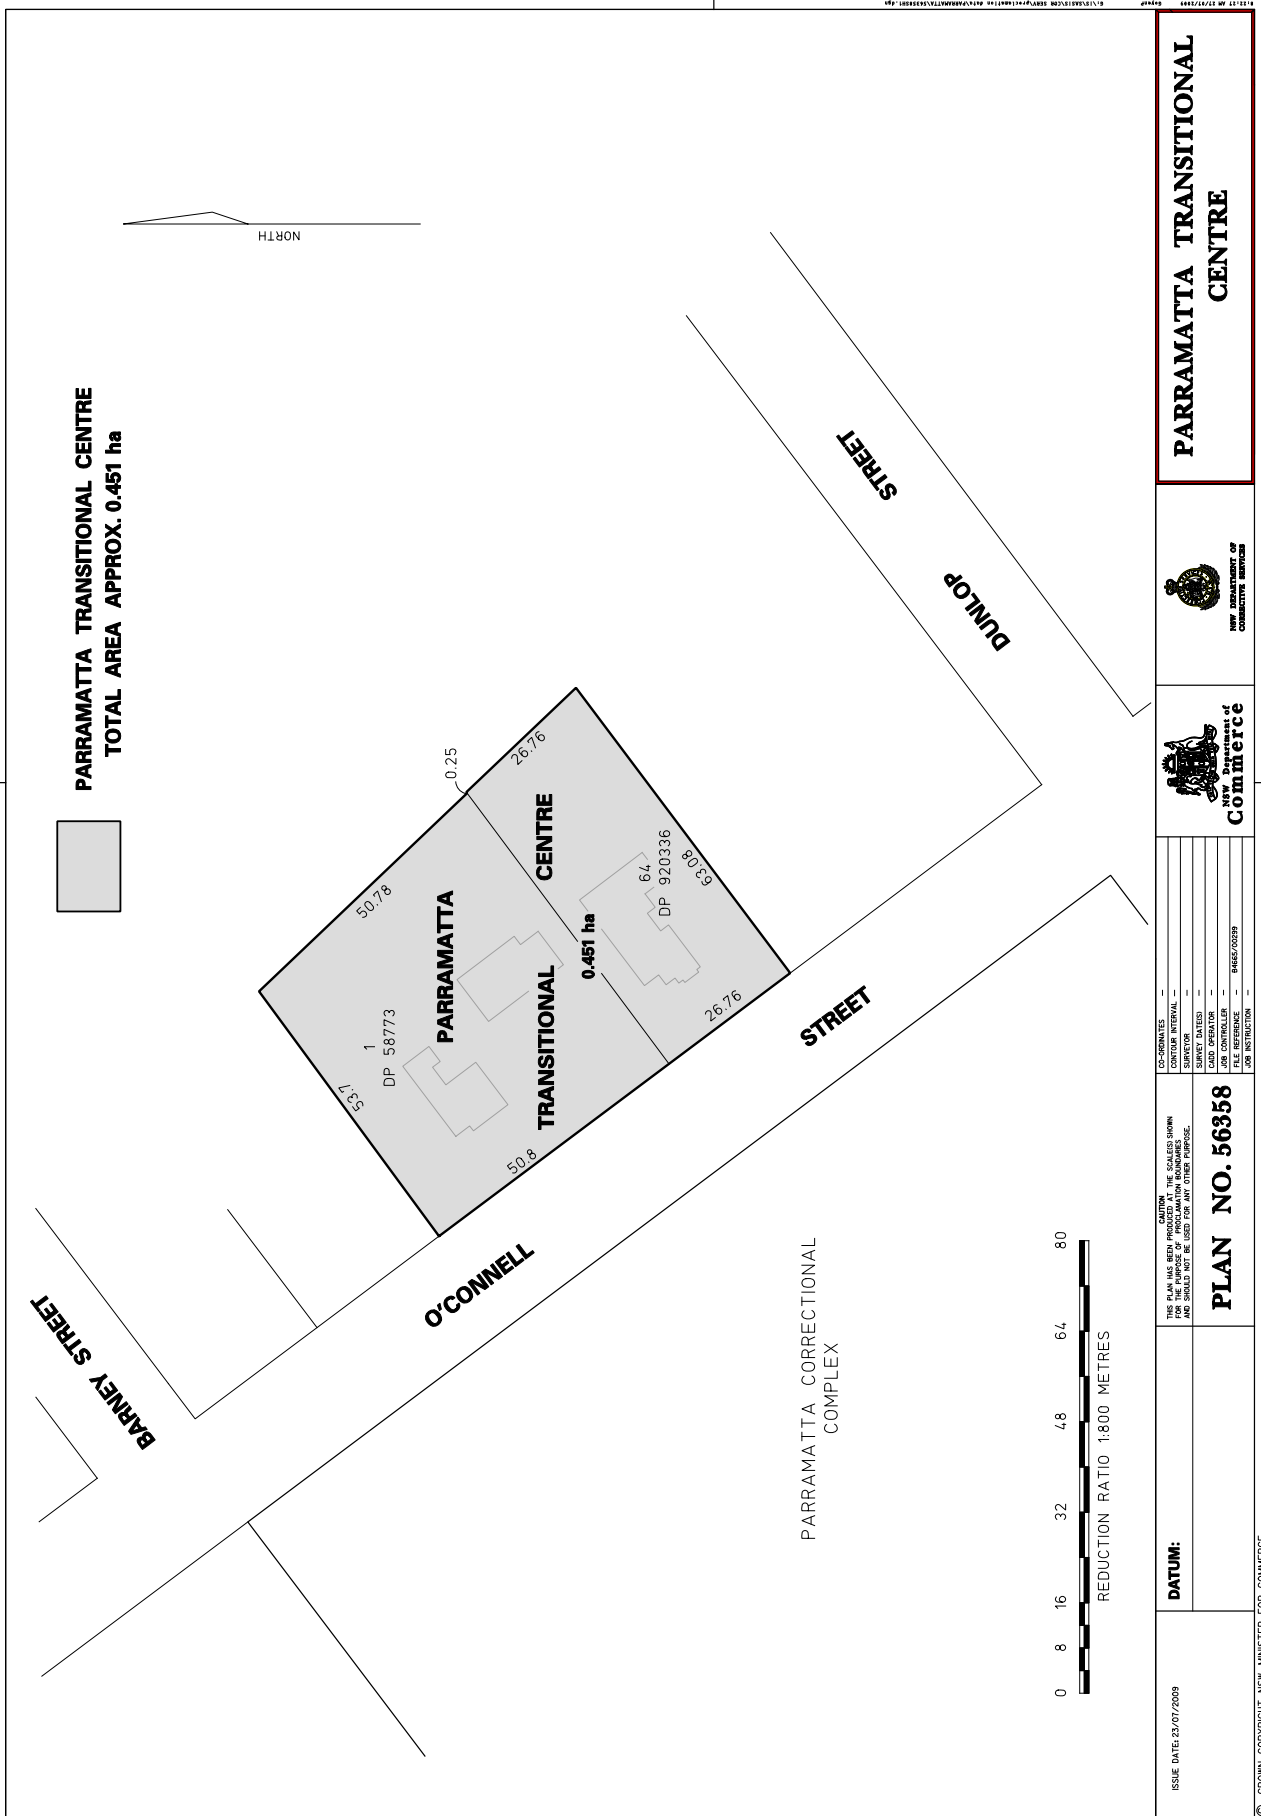 PARRAMATTA TRANSITIONAL CENTRE
TOTAL AREA APPROX. 0.451 ha
NORTH
BARNEY STREET
O'CONNELL
STREET
DUNLOP
STREET
1
DP 58773
53.7
50.78
0.25
26.76
PARRAMATTA
TRANSITIONAL
CENTRE
0.451 ha
64
DP 920336
63.08
50.8
26.76
PARRAMATTA CORRECTIONAL
COMPLEX
0 8 16 32 48 64 80
REDUCTION RATIO 1:800 METRES
ISSUE DATE: 23/07/2009
DATUM:
CAUTION
THIS PLAN HAS BEEN PRODUCED AT THE SCALE(S) SHOWN
FOR THE PURPOSE OF PROCLAMATION BOUNDARIES
AND SHOULD NOT BE USED FOR ANY OTHER PURPOSE.
PLAN NO. 56358
CO-ORDINATES -
CONTOUR INTERVAL -
SURVEYOR -
SURVEY DATE(S) -
CADD OPERATOR -
JOB CONTROLLER -
FILE REFERENCE - 84665/00299
JOB INSTRUCTION -
NSW Department of
Commerce
NSW DEPARTMENT OF
CORRECTIVE SERVICES
PARRAMATTA TRANSITIONAL
CENTRE